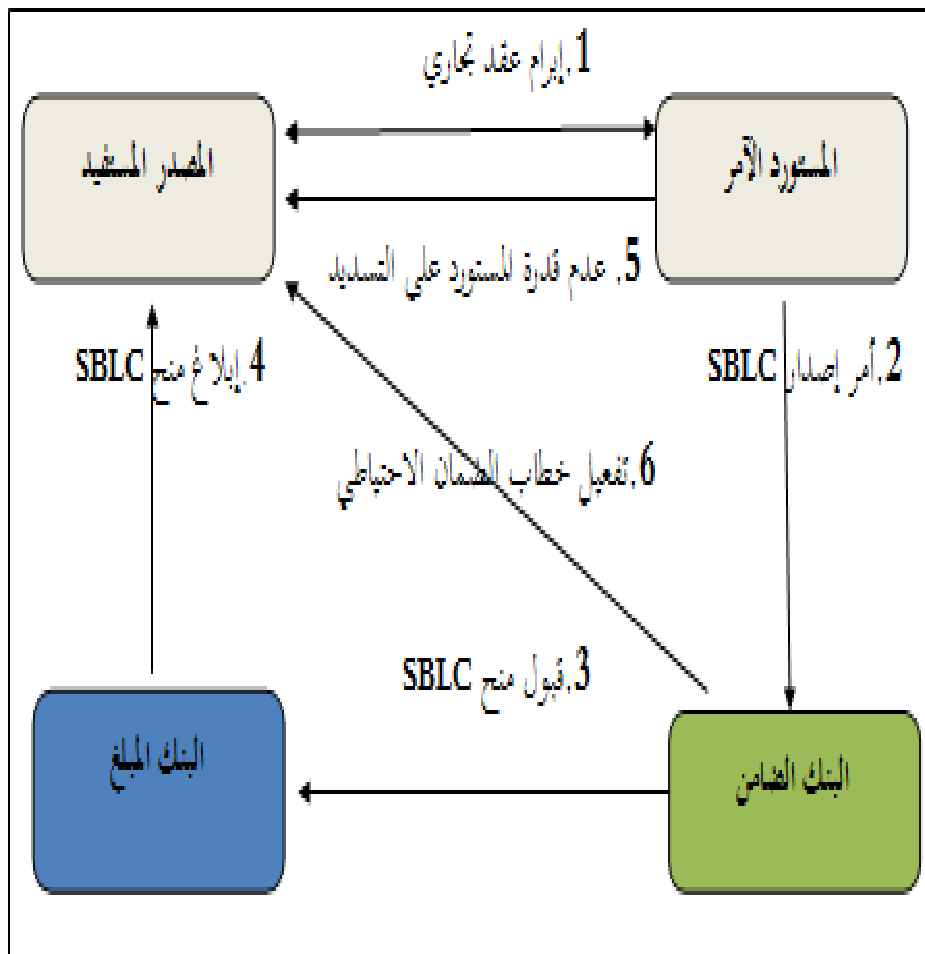 1.إبرام عقد تجاري
المستورد الآمر
المصدر المستفيد
5. عدم قدرة المستورد على التسديد
2.أمر إصدار SBLC
4.إبلاغ منح SBLC
6.تفعيل خطاب الضمان الاحتياطي
3.قبول منح SBLC
البنك الضامن
البنك المبلغ